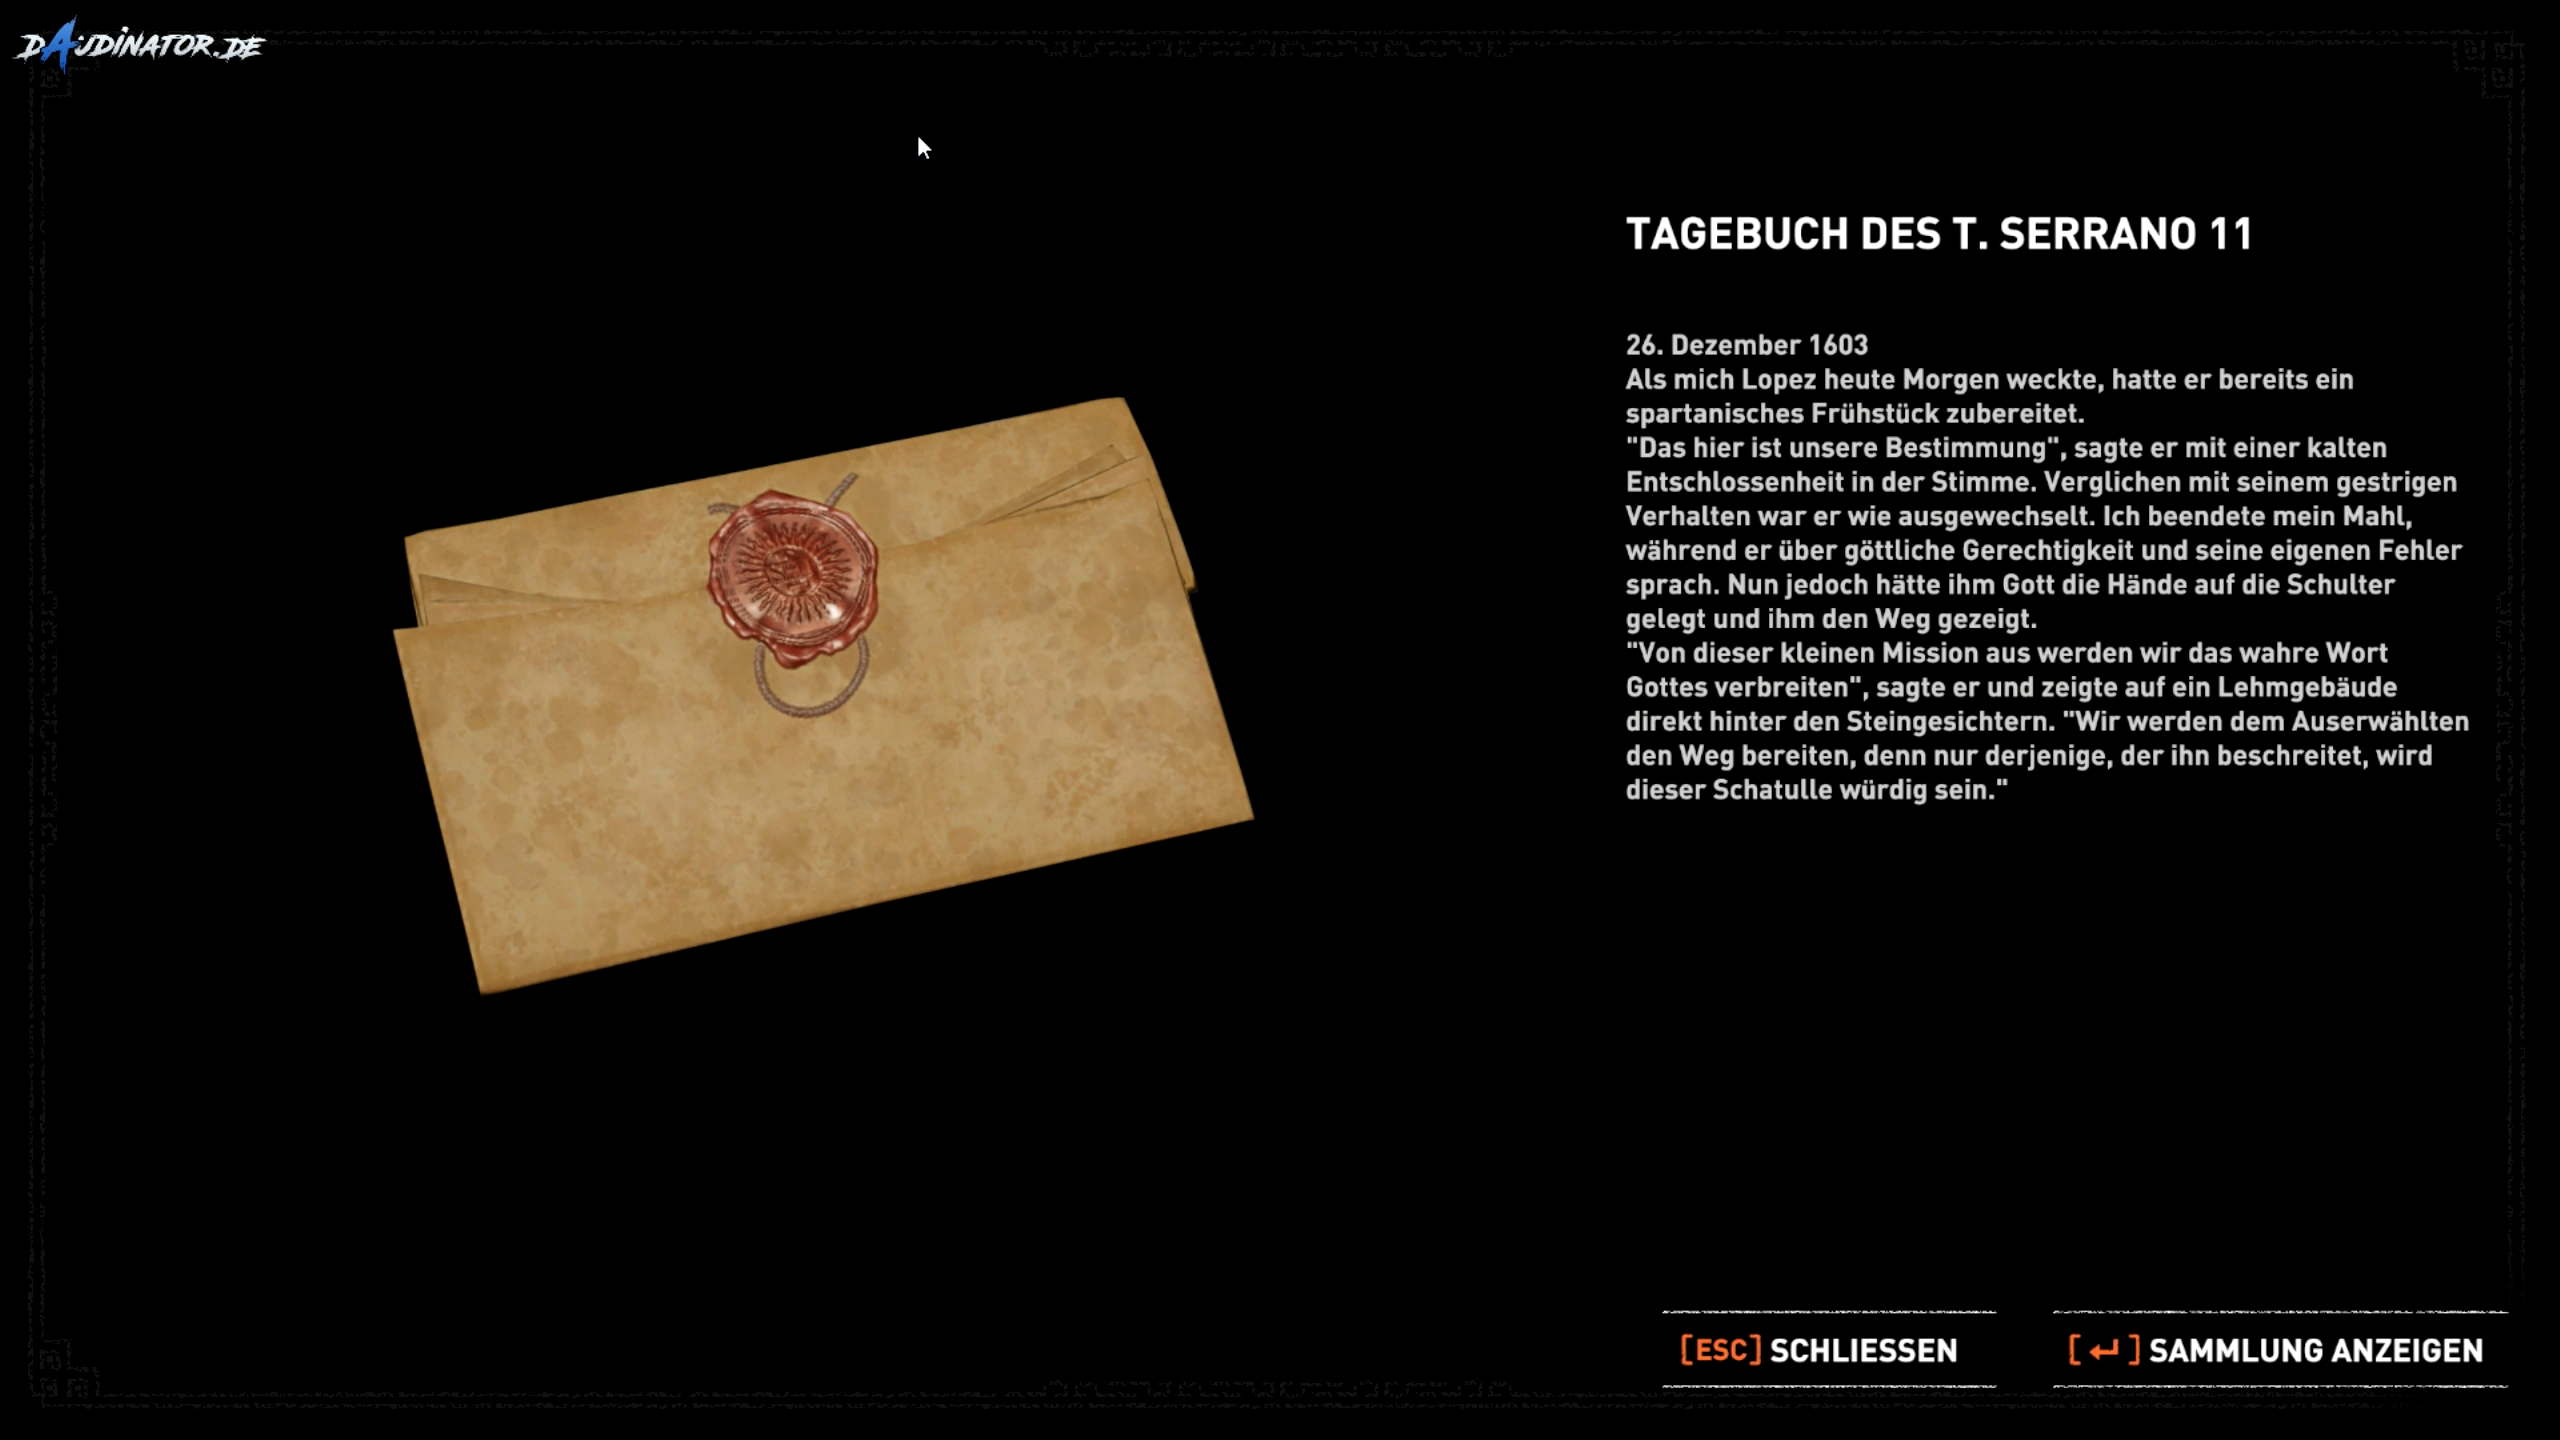 DAUDINATOR.DE
TAGEBUCH DES T. SERRANO 11
26. Dezember 1603
Als mich Lopez heute Morgen weckte, hatte er bereits ein
spartanisches Frühstück zubereitet.
"Das hier ist unsere Bestimmung", sagte er mit einer kalten
Entschlossenheit in der Stimme. Verglichen mit seinem gestrigen
Verhalten war er wie ausgewechselt. Ich beendete mein Mahl,
während er über göttliche Gerechtigkeit und seine eigenen Fehler
sprach. Nun jedoch hätte ihm Gott die Hände auf die Schulter
gelegt und ihm den Weg gezeigt.
"Von dieser kleinen Mission aus werden wir das wahre Wort
Gottes verbreiten", sagte er und zeigte auf ein Lehmgebäude
direkt hinter den Steingesichtern. "Wir werden dem Auserwählten
den Weg bereiten, denn nur derjenige, der ihn beschreitet, wird
dieser Schatulle würdig sein."
[ESC] SCHLIESSEN
[↵] SAMMLUNG ANZEIGEN